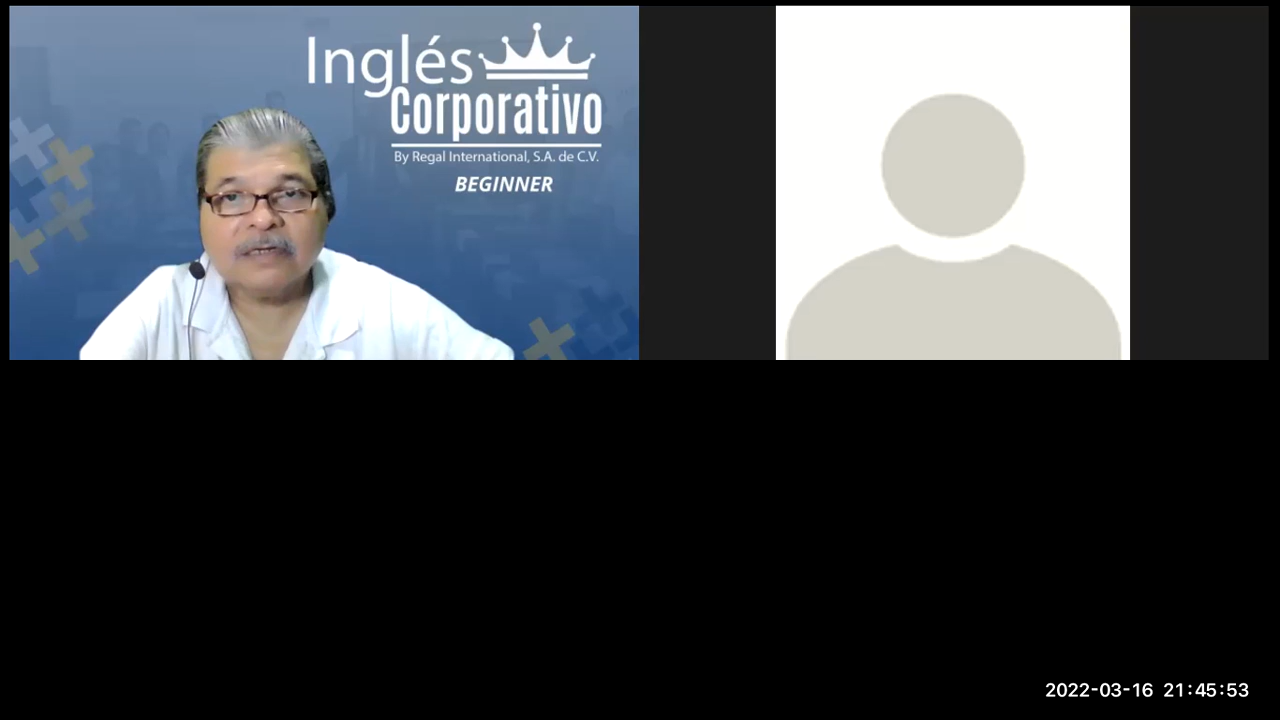 Inglés
Corporativo
By Regal International, S.A. de C.V.
BEGINNER
2022-03-16 21:45:53